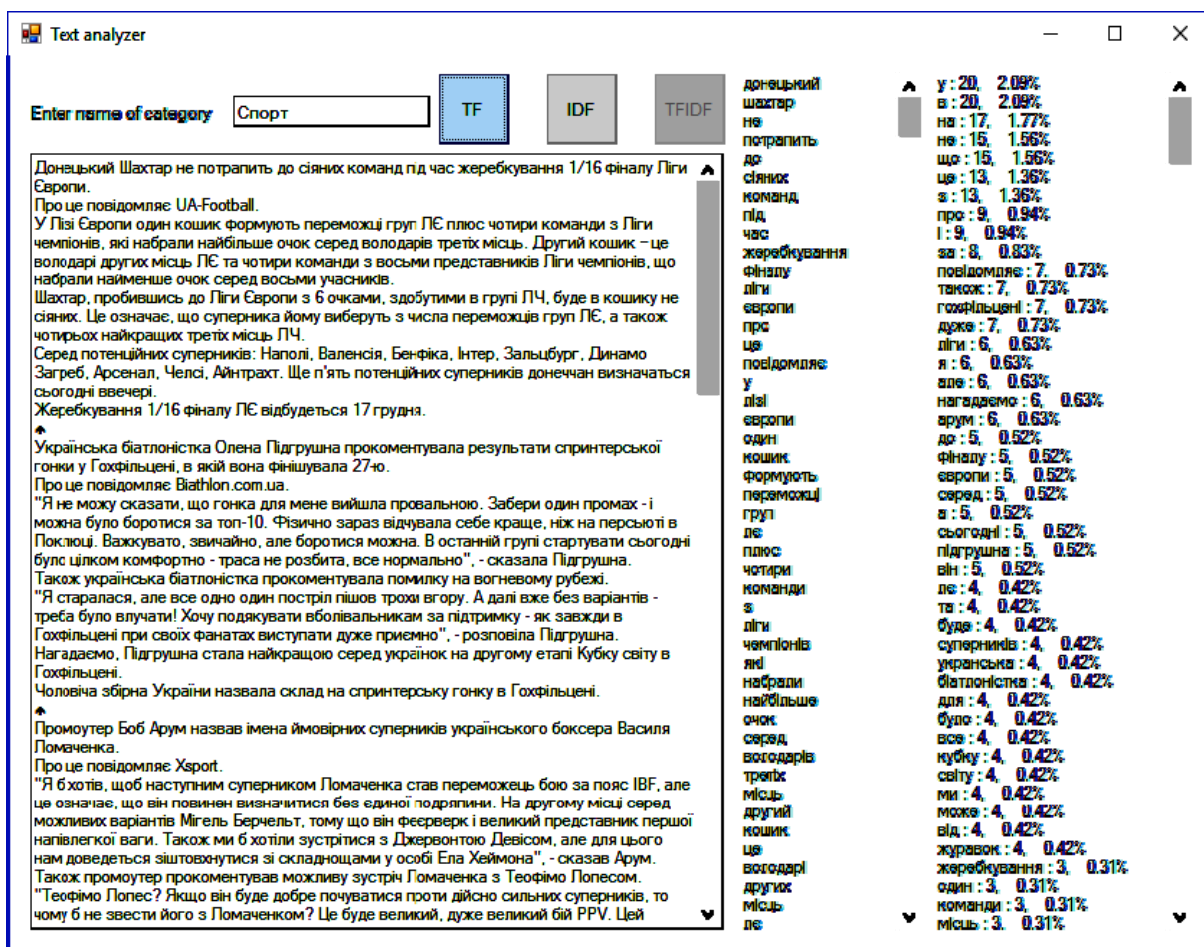 Text analyzer
Enter name of category
Спорт
TF
IDF
TFIDF
Донецький Шахтар не потрапить до сіяних команд під час жеребкування 1/16 фіналу Ліги
Європи.
Про це повідомляє UA-Football.
У Лізі Європи один кошик формують переможці груп ЛЄ плюс чотири команди з Ліги
чемпіонів, які набрали найбільше очок серед володарів третіх місць. Другий кошик – це
володарі других місць ЛЄ та чотири команди з восьми представників Ліги чемпіонів, що
набрали найменше очок серед восьми учасників.
Шахтар, пробившись до Ліги Європи з 6 очками, здобутими в групі ЛЧ, буде в кошику не
сіяних. Це означає, що суперника йому виберуть з числа переможців груп ЛЄ, а також
чотирьох найкращих третіх місць ЛЧ.
Серед потенційних суперників: Наполі, Валенсія, Бенфіка, Інтер, Зальцбург, Динамо
Загреб, Арсенал, Челсі, Айнтрахт. Ще п'ять потенційних суперників донеччан визначаться
сьогодні ввечері.
Жеребкування 1/16 фіналу ЛЄ відбудеться 17 грудня.
Українська біатлоністка Олена Підгрушна прокоментувала результати спринтерської
гонки у Гохфільцені, в якій вона фінішувала 27-ю.
Про це повідомляє Biathlon.com.ua.
"Я не можу сказати, що гонка для мене вийшла провальною. Забери один промах - і
можна було боротися за топ-10. Фізично зараз відчувала себе краще, ніж на персьюті в
Поклюці. Важкувато, звичайно, але боротися можна. В останній групі стартувати сьогодні
було цілком комфортно - траса не розбита, все нормально", - сказала Підгрушна.
Також українська біатлоністка прокоментувала помилку на вогневому рубежі.
"Я старалася, але все одно один постріл пішов трохи вгору. А далі вже без варіантів -
треба було влучати! Хочу подякувати вболівальникам за підтримку - як завжди в
Гохфільцені при своїх фанатах виступати дуже приємно", - розповіла Підгрушна.
Нагадаємо, Підгрушна стала найкращою серед українок на другому етапі Кубку світу в
Гохфільцені.
Чоловіча збірна України назвала склад на спринтерську гонку в Гохфільцені.
Промоутер Боб Арум назвав імена ймовірних суперників українського боксера Василя
Ломаченка.
Про це повідомляє Xsport.
"Я б хотів, щоб наступним суперником Ломаченка став переможець бою за пояс IBF, але
це означає, що він повинен визначитися без єдиної подряпини. На другому місці серед
можливих варіантів Мігель Берчельт, тому що він феєрверк і великий представник першої
напівлегкої ваги. Також ми б хотіли зустрітися з Джервонтою Девісом, але для цього
нам доведеться зіштовхнутися зі складнощами у особі Ела Хеймона", - сказав Арум.
Також промоутер прокоментував можливу зустріч Ломаченка з Теофімо Лопесом.
"Теофімо Лопес? Якщо він буде добре почуватися проти дійсно сильних суперників, то
чому б не звести його з Ломаченком? Це буде великий, дуже великий бій PPV. Цей
донецький
шахтар
не
потрапить
до
сіяних
команд
під
час
жеребкування
фіналу
ліги
європи
про
це
повідомляє
у
лізі
європи
один
кошик
формують
переможці
груп
лє
плюс
чотири
команди
з
ліги
чемпіонів
які
набрали
найбільше
очок
серед
володарів
третіх
місць
другий
кошик
це
володарі
других
місць
лє
у : 20, 2.09%
в : 20, 2.09%
на : 17, 1.77%
не : 15, 1.56%
що : 15, 1.56%
це : 13, 1.36%
з : 13, 1.36%
про : 9, 0.94%
і : 9, 0.94%
за : 8, 0.83%
повідомляє : 7, 0.73%
також : 7, 0.73%
гохфільцені : 7, 0.73%
дуже : 7, 0.73%
ліги : 6, 0.63%
я : 6, 0.63%
але : 6, 0.63%
нагадаємо : 6, 0.63%
арум : 6, 0.63%
до : 5, 0.52%
фіналу : 5, 0.52%
європи : 5, 0.52%
серед : 5, 0.52%
а : 5, 0.52%
сьогодні : 5, 0.52%
підгрушна : 5, 0.52%
він : 5, 0.52%
лє : 4, 0.42%
та : 4, 0.42%
буде : 4, 0.42%
суперників : 4, 0.42%
українська : 4, 0.42%
біатлоністка : 4, 0.42%
для : 4, 0.42%
було : 4, 0.42%
все : 4, 0.42%
кубку : 4, 0.42%
світу : 4, 0.42%
ми : 4, 0.42%
може : 4, 0.42%
від : 4, 0.42%
журавок : 4, 0.42%
жеребкування : 3, 0.31%
один : 3, 0.31%
команди : 3, 0.31%
місць : 3, 0.31%